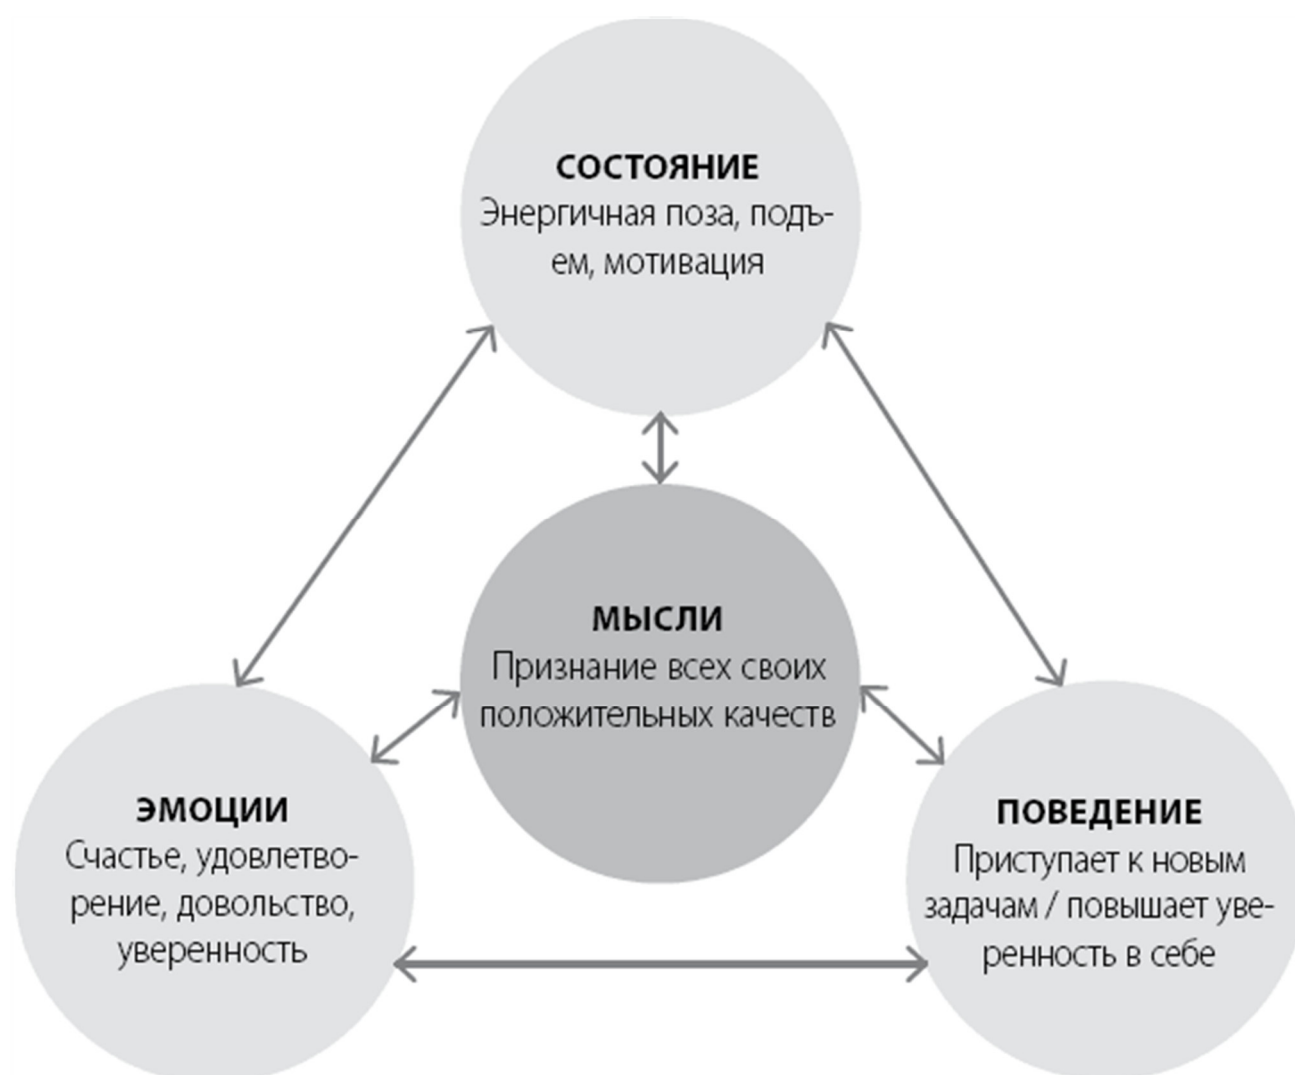 СОСТОЯНИЕ
Энергичная поза, подъ-
ем, мотивация
МЫСЛИ
Признание всех своих
положительных качеств
ЭМОЦИИ
Счастье, удовлетво-
рение, довольство,
уверенность
ПОВЕДЕНИЕ
Приступает к новым
задачам / повышает уве-
ренность в себе